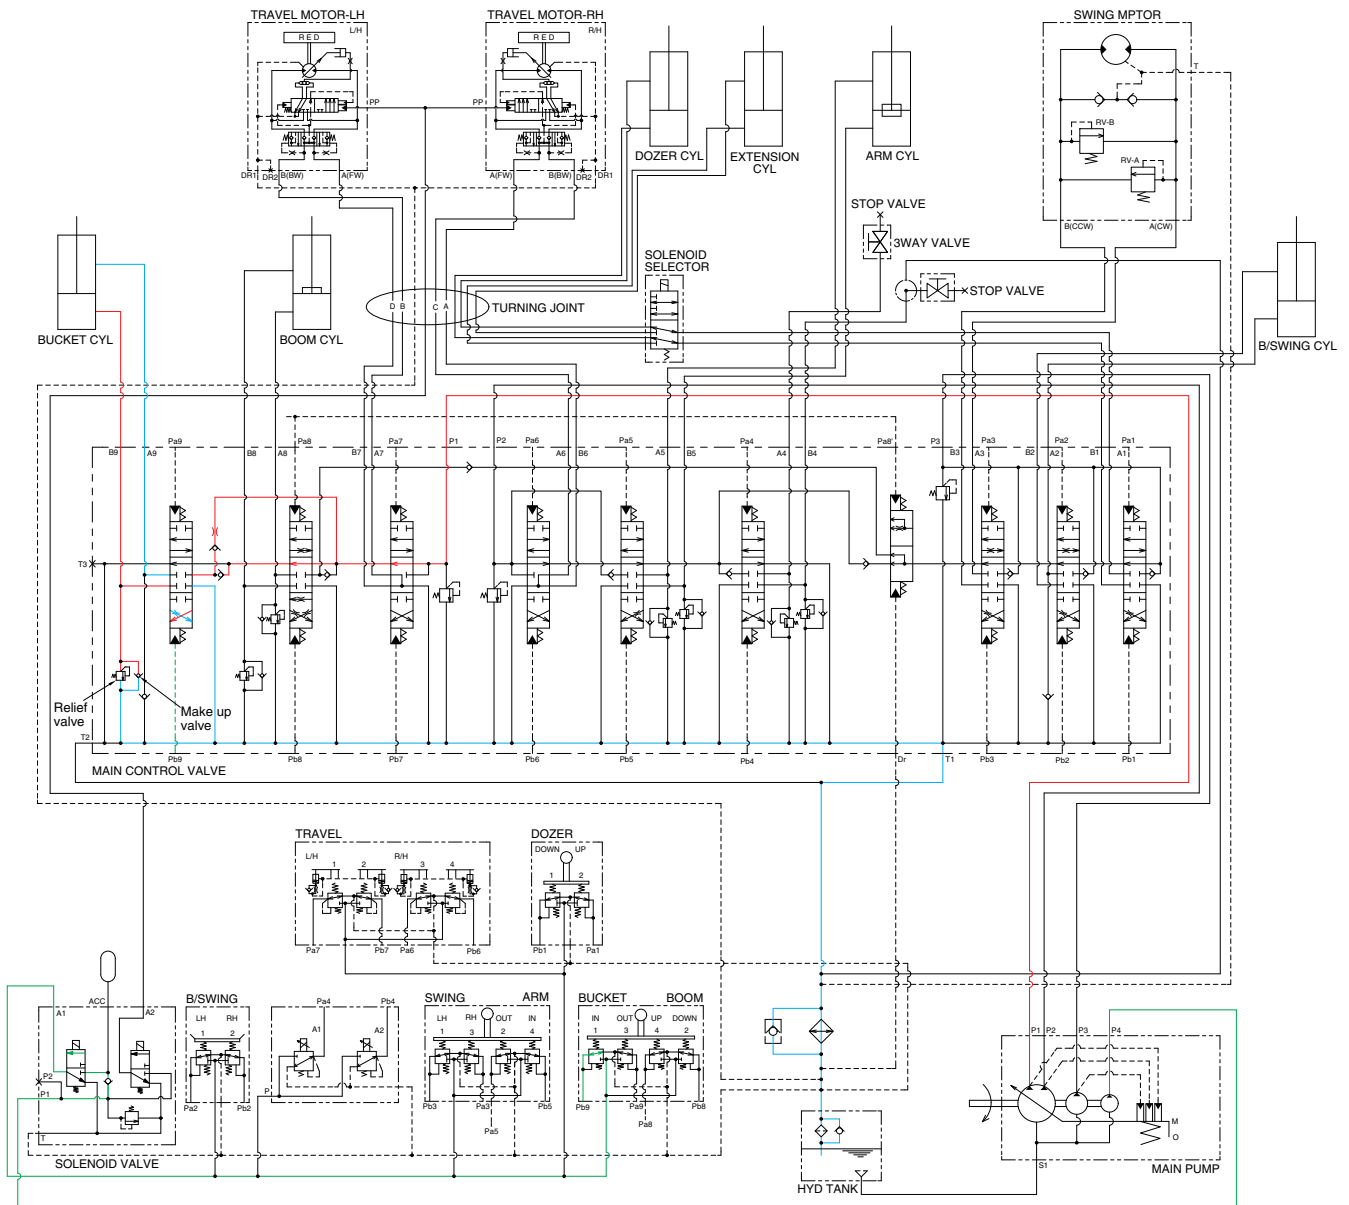 TRAVEL MOTOR-LH
TRAVEL MOTOR-RH
SWING MPTOR
L/H
R/H
R E D
R E D
T
PP
PP
RV-B
RV-A
DOZER CYL
EXTENSION
CYL
ARM CYL
DR1
DR2
B(BW)
A(FW)
A(FW)
B(BW)
DR2
DR1
STOP VALVE
3WAY VALVE
B(CCW)
A(CW)
SOLENOID
SELECTOR
STOP VALVE
D B C A
TURNING JOINT
BUCKET CYL
BOOM CYL
B/SWING CYL
Pa9
Pa8
Pa7
P1
P2
Pa6
Pa5
Pa4
Pa8
P3
Pa3
Pa2
Pa1
B9
A9
B8
A8
B7
A7
A6
B6
A5
B5
A4
B4
B3
A3
B2
A2
B1
A1
T3
Relief
valve
Make up
valve
T2
Pb9
Pb8
Pb7
Pb6
Pb5
Pb4
Dr
T1
Pb3
Pb2
Pb1
MAIN CONTROL VALVE
TRAVEL
DOZER
L/H 1 2 R/H 3 4
DOWN UP
1 2
Pa7
Pb7
Pa6
Pb6
Pb1
Pa1
ACC
A1
A2
B/SWING
LH RH
1 2
Pa4
Pb4
A1
A2
SWING
ARM
LH RH OUT IN
1 3 2 4
BUCKET
BOOM
IN OUT UP DOWN
1 3 4 2
P1
P2
P3
P4
P2
P1
P
T
Pa2
Pb2
Pb3
Pa3
Pa5
Pb5
Pb9
Pa9
Pa8
Pb8
M
O
S1
SOLENOID VALVE
HYD TANK
MAIN PUMP